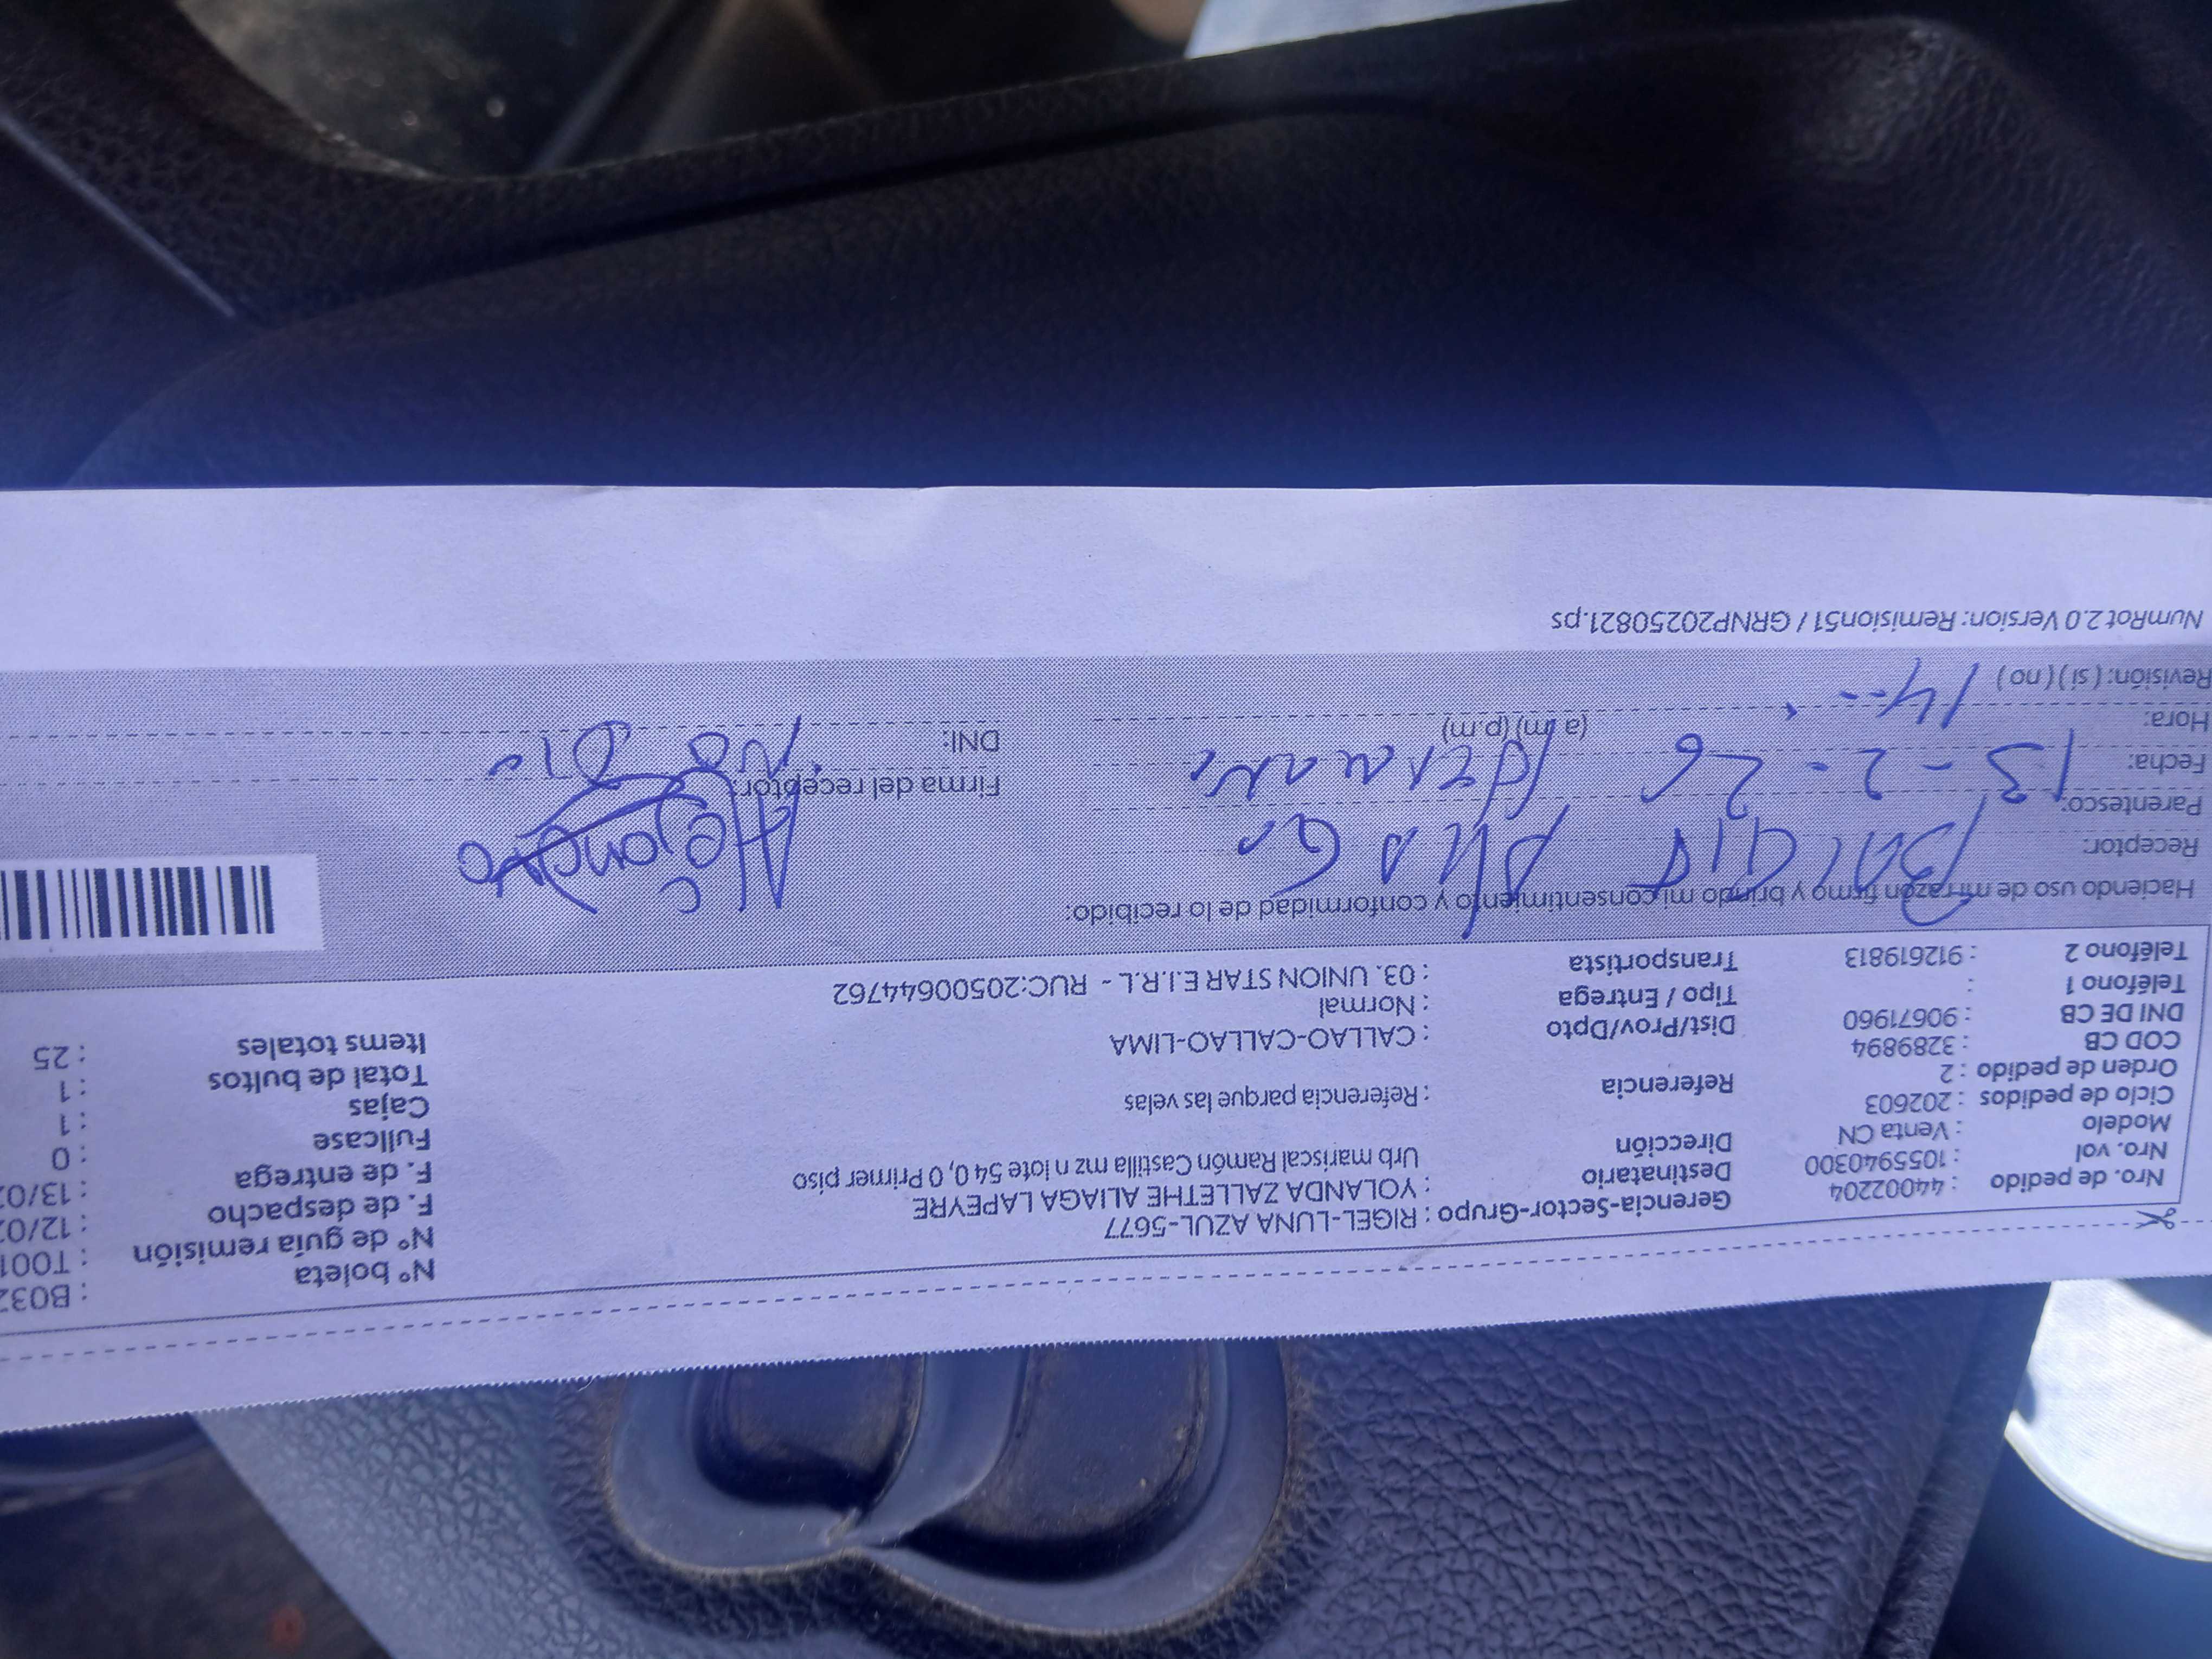 Nº boleta : B032
Nº de guía remisión : T001
F. de despacho : 12/02
F. de entrega : 13/02
Fullcase : 0
Cajas : 1
Total de bultos : 1
Items totales : 25
Gerencia-Sector-Grupo : RIGEL-LUNA AZUL-5677
Destinatario : YOLANDA ZALLETHE ALIAGA LAPEYRE
Dirección Urb mariscal Ramón Castilla mz n lote 54 0, 0 Primer piso
Referencia : Referencia parque las velas
Dist/Prov/Dpto : CALLAO-CALLAO-LIMA
Tipo / Entrega : Normal
Transportista : 03. UNION STAR E.I.R.L - RUC:20500644762
Nro. de pedido : 44002204
Nro. vol : 1055940300
Modelo : Venta CN
Ciclo de pedidos : 202603
Orden de pedido : 2
COD CB : 3289894
DNI DE CB : 90671960
Teléfono 1 :
Teléfono 2 : 912619813
Haciendo uso de mi razón firmo y brindo mi consentimiento y conformidad de lo recibido:
Receptor:
Parentesco:
Fecha: 13-2-26
Hora: (a.m) (p.m)
Revisión: (sí) (no) 14
Alejandro
Firma del receptor:
DNI: No
NumRot 2.0 Version: Remision51 / GRNP20250821.ps